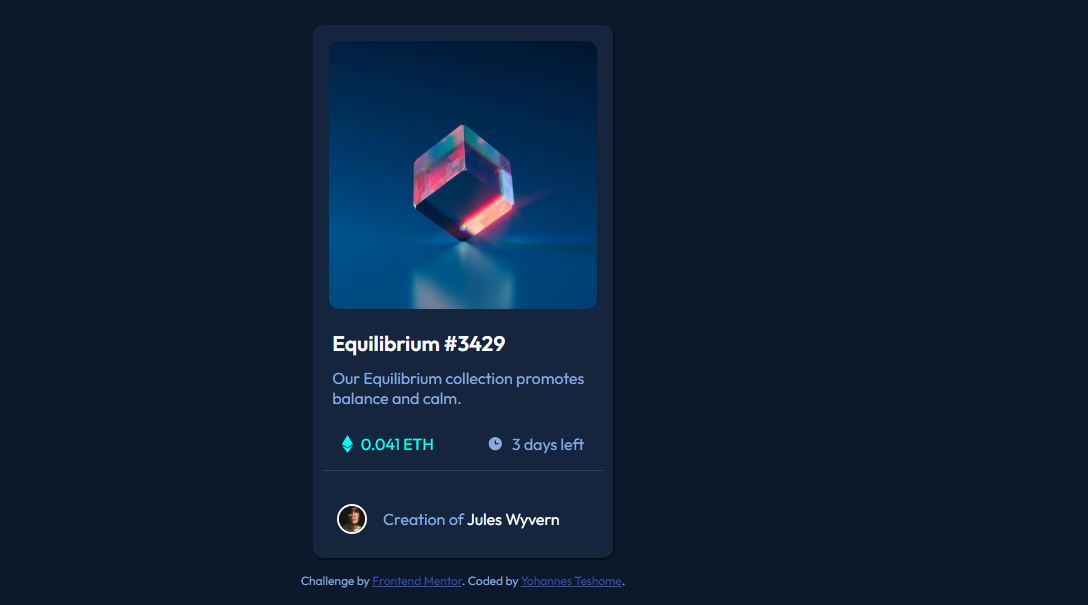 Equilibrium #3429
Our Equilibrium collection promotes
balance and calm.
0.041 ETH
3 days left
Creation of Jules Wyvern
Challenge by Frontend Mentor. Coded by Yohannes Teshome.